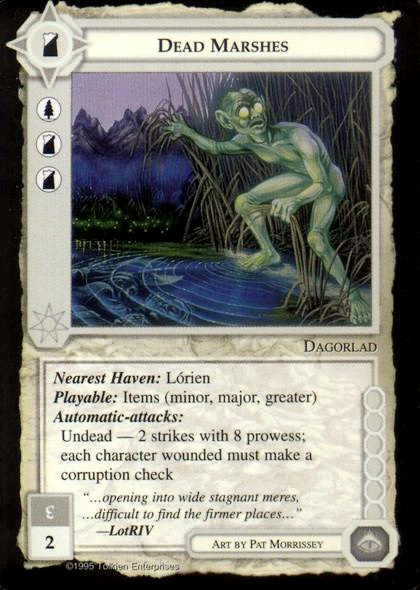 DEAD MARSHES
DAGORLAD
Nearest Haven: Lórien
Playable: Items (minor, major, greater)
Automatic-attacks:
Undead — 2 strikes with 8 prowess;
each character wounded must make a
corruption check
“…opening into wide stagnant meres,
…difficult to find the firmer places…”
—LotRIV
3
2
ART BY PAT MORRISSEY
©1995 Tolkien Enterprises